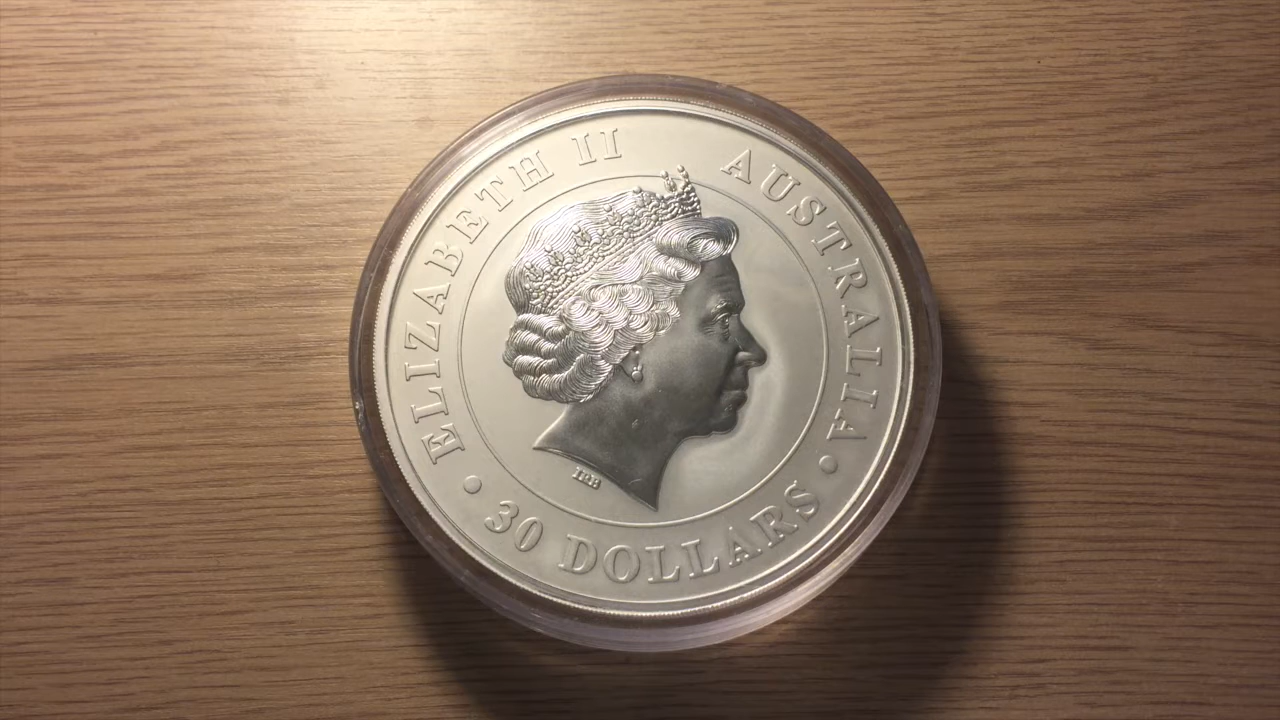 ELIZABETH II
AUSTRALIA
• 30 DOLLARS •
IRB